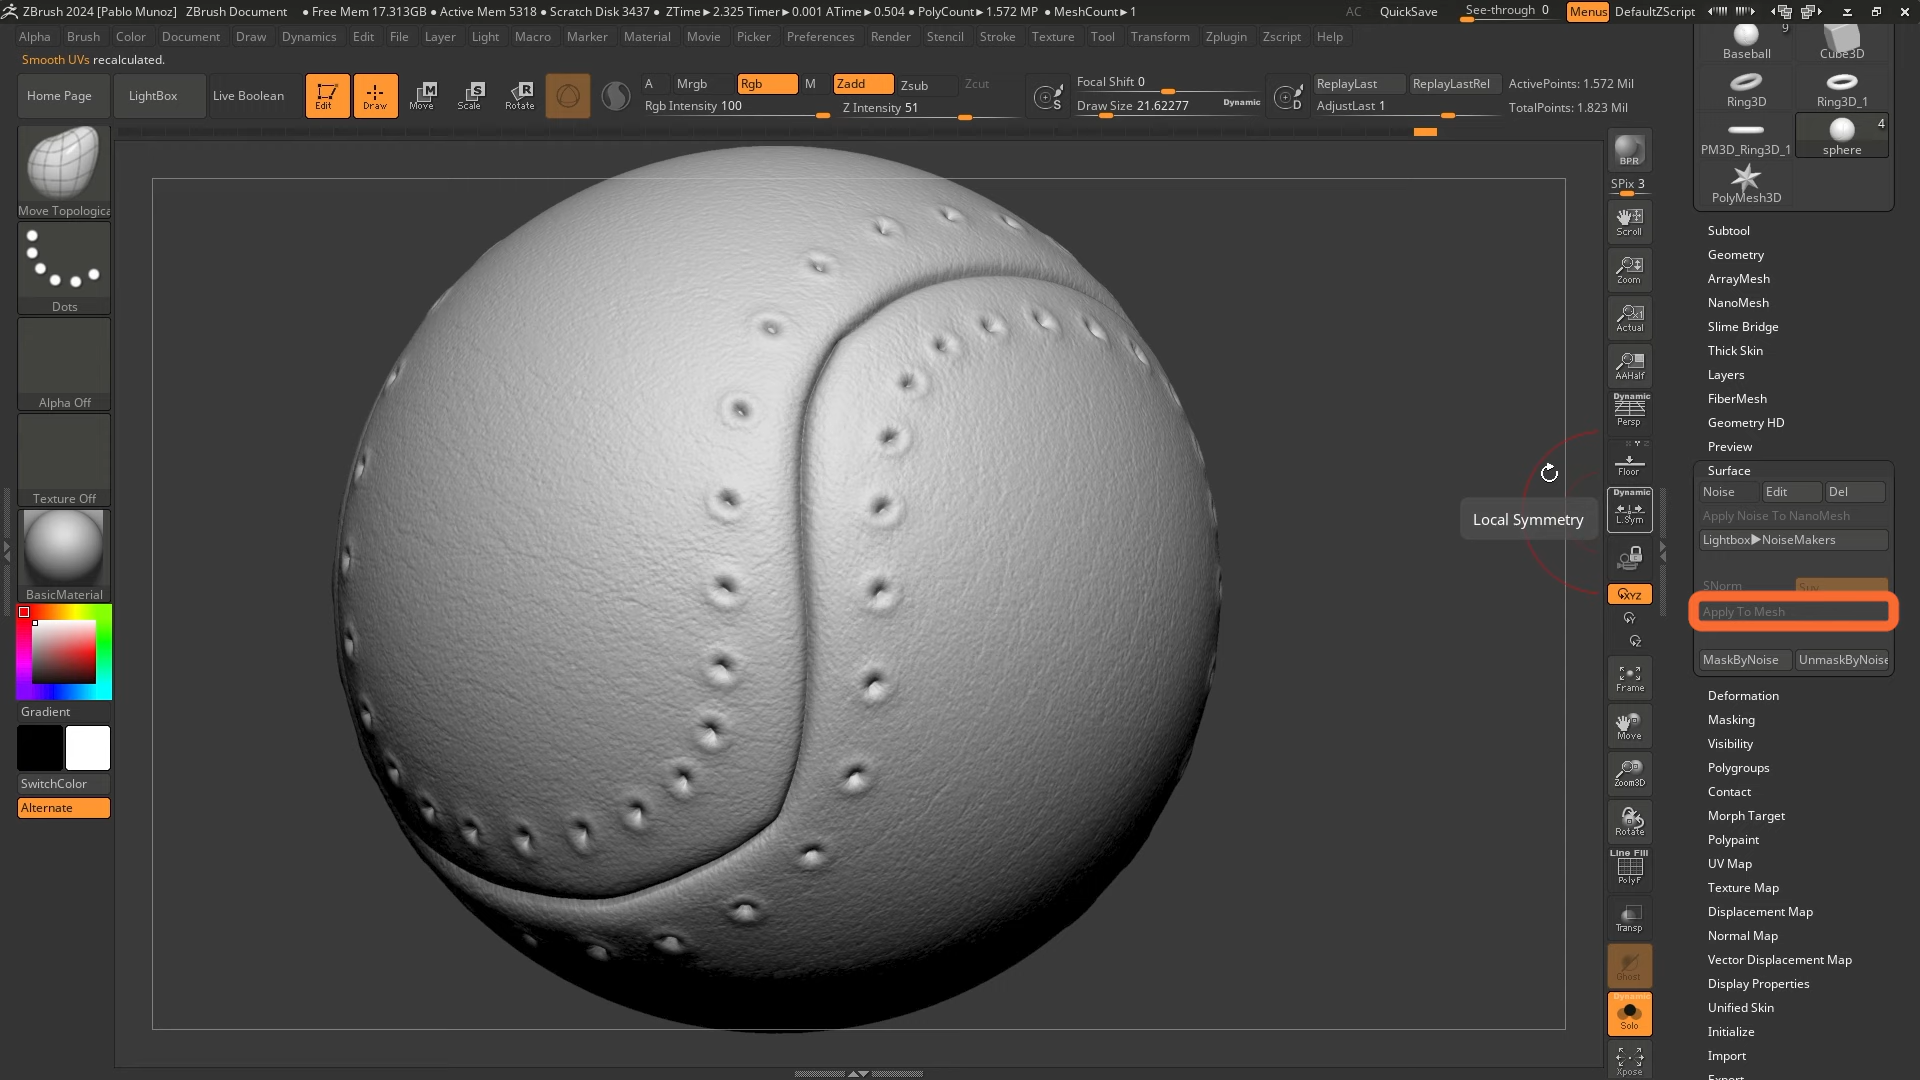 ZBrush 2024 [Pablo Munoz] ZBrush Document • Free Mem 17.313GB • Active Mem 5318 • Scratch Disk 3437 • ZTime▶2.325 Timer▶0.001 ATime▶0.504 • PolyCount▶1.572 MP • MeshCount▶1 AC QuickSave See-through 0 Menus DefaultZScript
Alpha Brush Color Document Draw Dynamics Edit File Layer Light Macro Marker Material Movie Picker Preferences Render Stencil Stroke Texture Tool Transform Zplugin Zscript Help
Smooth UVs recalculated.
Home Page LightBox Live Boolean Edit Draw Move Scale Rotate
A Mrgb Rgb M Zadd Zsub Zcut
Rgb Intensity 100 Z Intensity 51
Focal Shift 0
Draw Size 21.62277 Dynamic
ReplayLast ReplayLastRel ActivePoints: 1.572 Mil
AdjustLast 1 TotalPoints: 1.823 Mil
Move Topologica
Dots
Alpha Off
Texture Off
BasicMaterial
Gradient
SwitchColor
Alternate
Local Symmetry
BPR
SPix 3
Scroll
Zoom
Actual
AAHalf
Dynamic
Persp
Floor
Dynamic
L.Sym
XYZ
Y
Z
Frame
Move
Zoom3D
Rotate
Line Fill
PolyF
Transp
Ghost
Dynamic
Solo
Xpose
9
Baseball Cube3D
Ring3D Ring3D_1
4
PM3D_Ring3D_1 sphere
PolyMesh3D
Subtool
Geometry
ArrayMesh
NanoMesh
Slime Bridge
Thick Skin
Layers
FiberMesh
Geometry HD
Preview
Surface
Noise Edit Del
Apply Noise To NanoMesh
Lightbox▶NoiseMakers
SNorm Suv
Apply To Mesh
MaskByNoise UnmaskByNoise
Deformation
Masking
Visibility
Polygroups
Contact
Morph Target
Polypaint
UV Map
Texture Map
Displacement Map
Normal Map
Vector Displacement Map
Display Properties
Unified Skin
Initialize
Import
Export